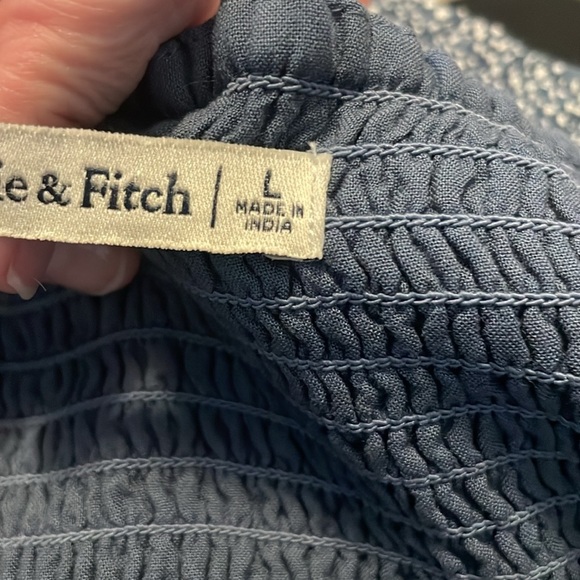 ie & Fitch
L
MADE IN
INDIA